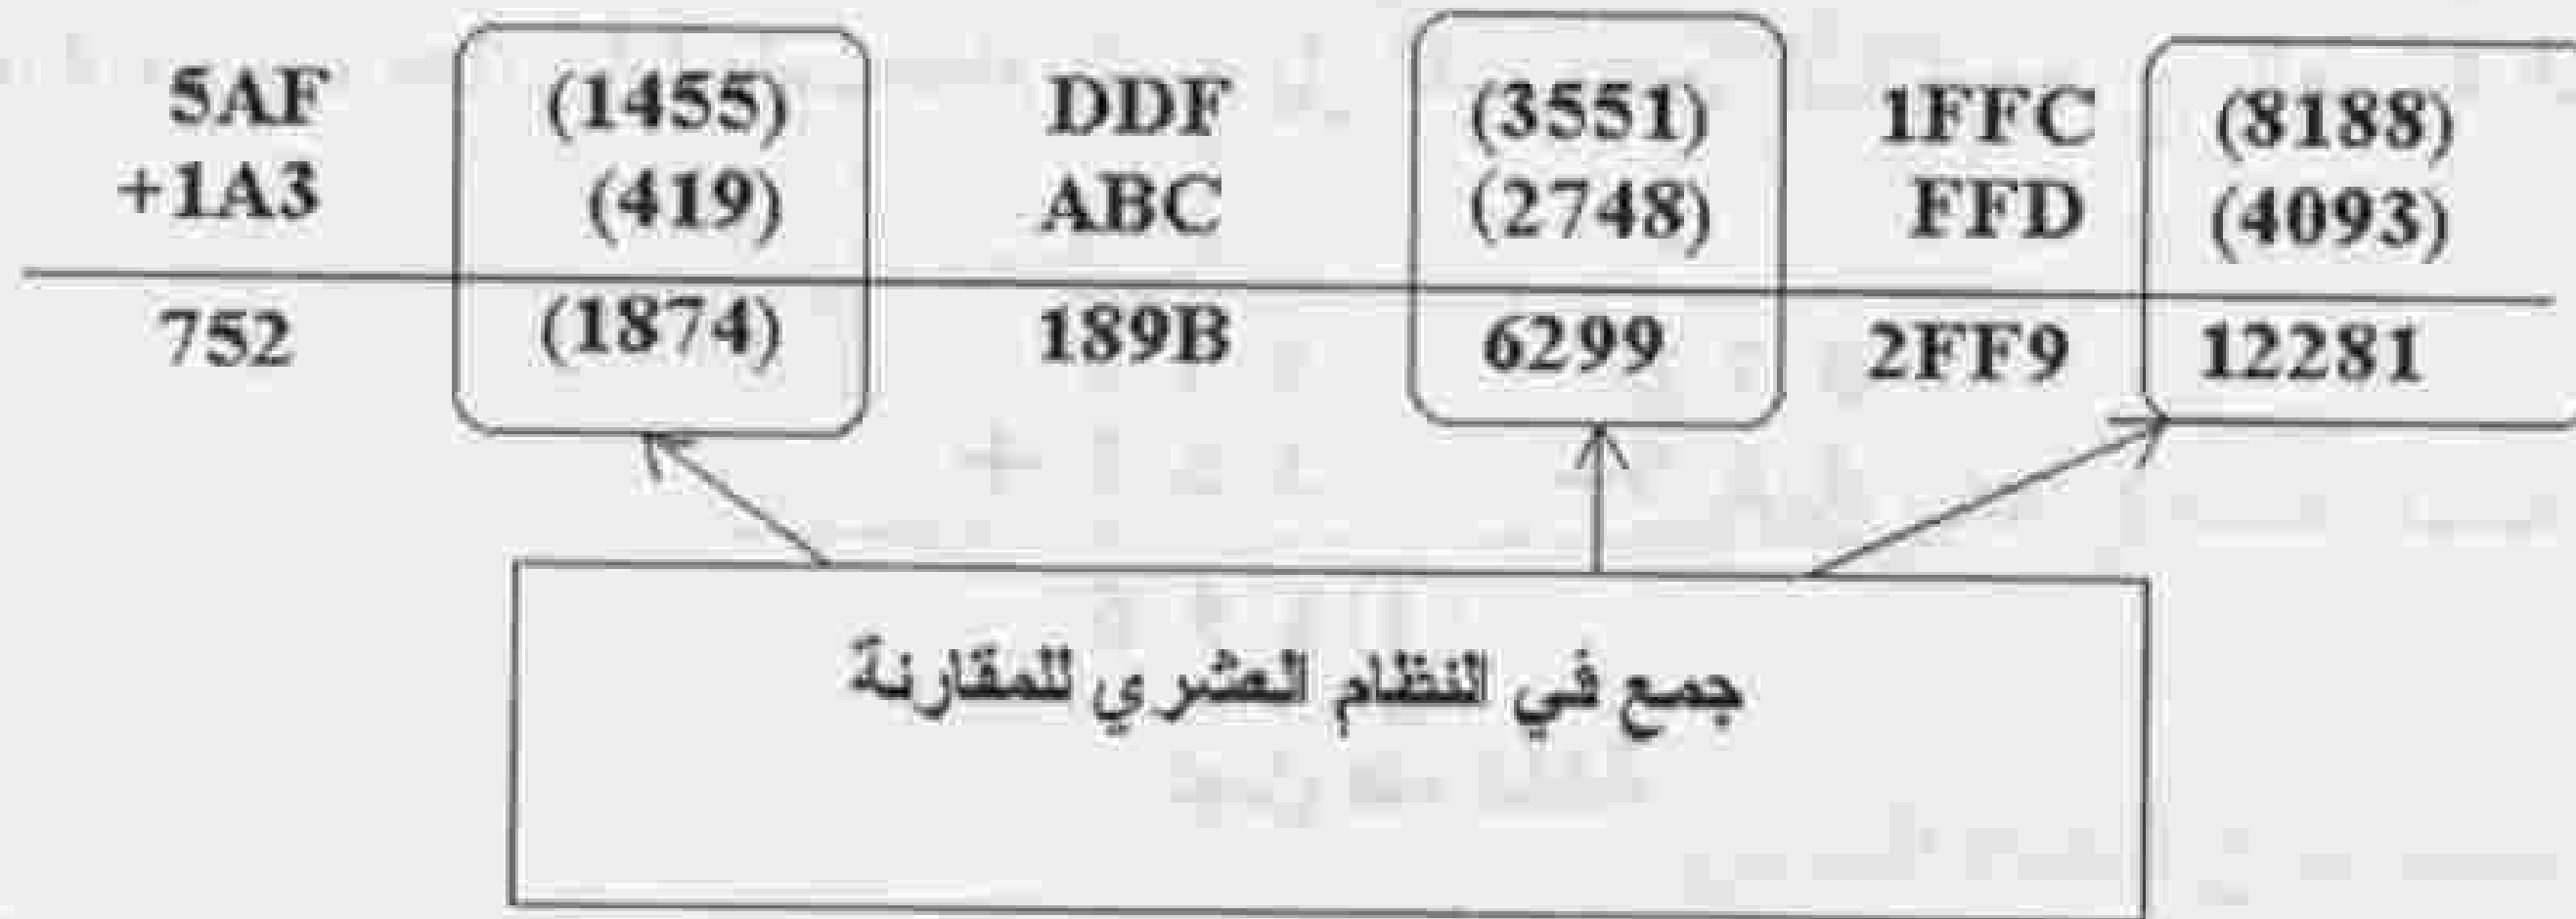 5AF (1455) DDF (3551) 1FFC (8188)
+1A3 (419) ABC (2748) FFD (4093)
752 (1874) 189B 6299 2FF9 12281
جمع في النظام العشري للمقارنة